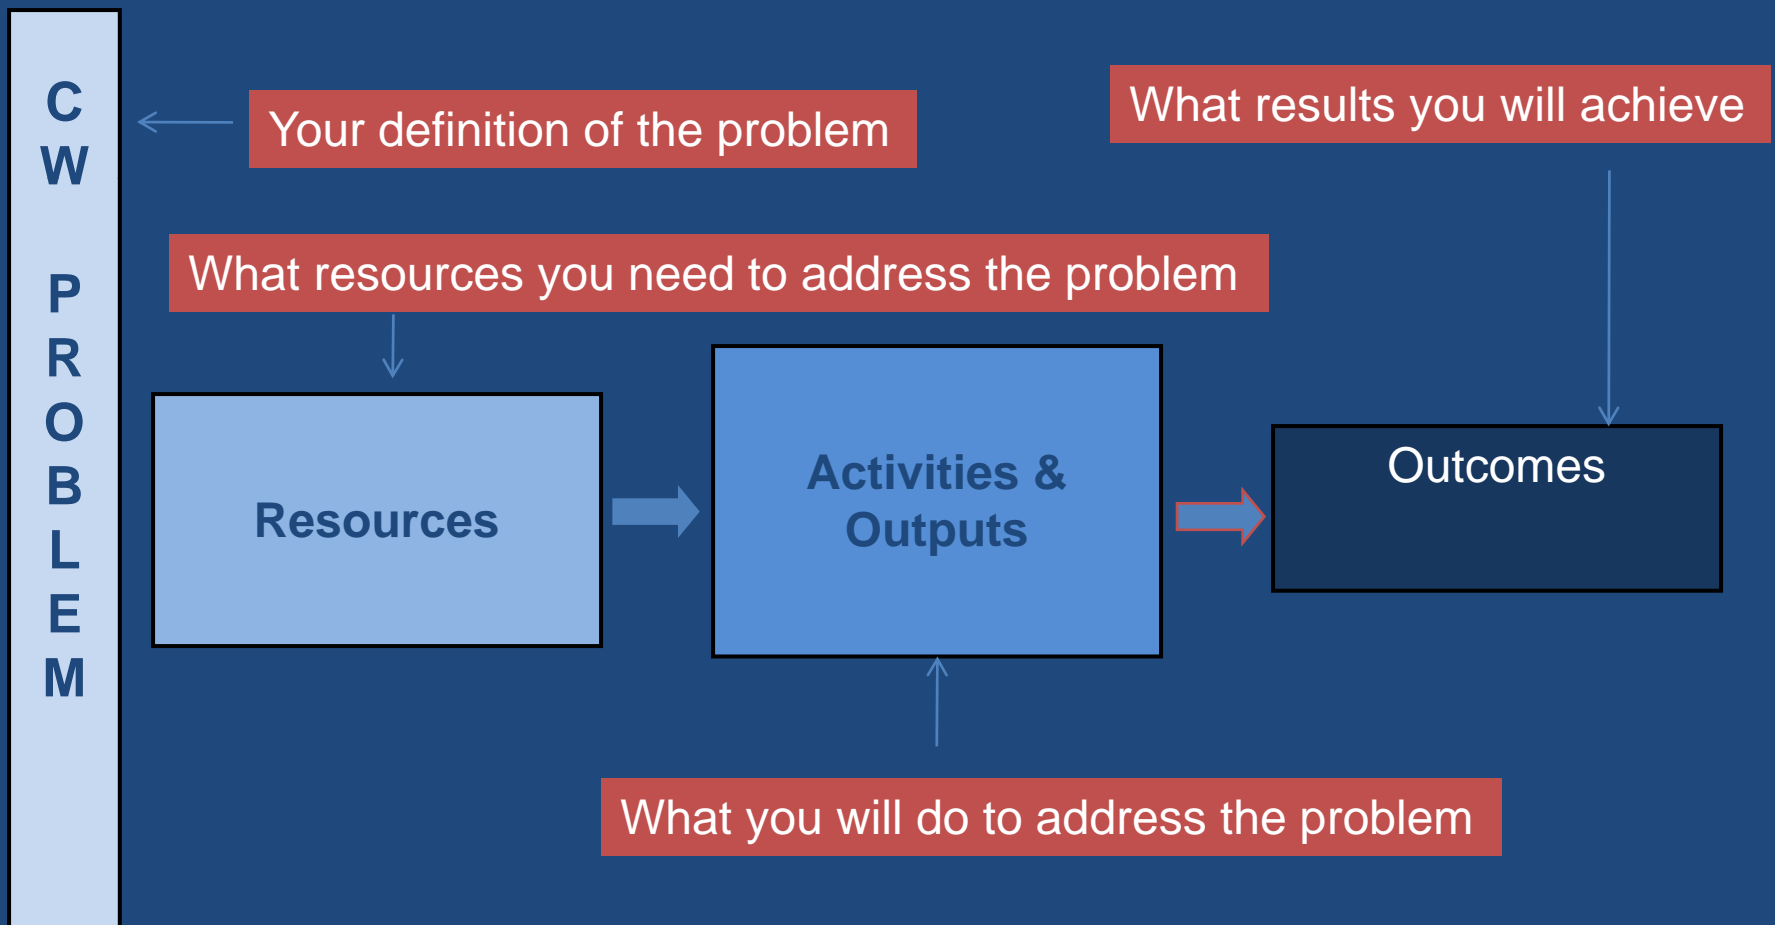 C
W
P
R
O
B
L
E
M
Your definition of the problem
What results you will achieve
What resources you need to address the problem
Resources
Activities &
Outputs
Outcomes
What you will do to address the problem